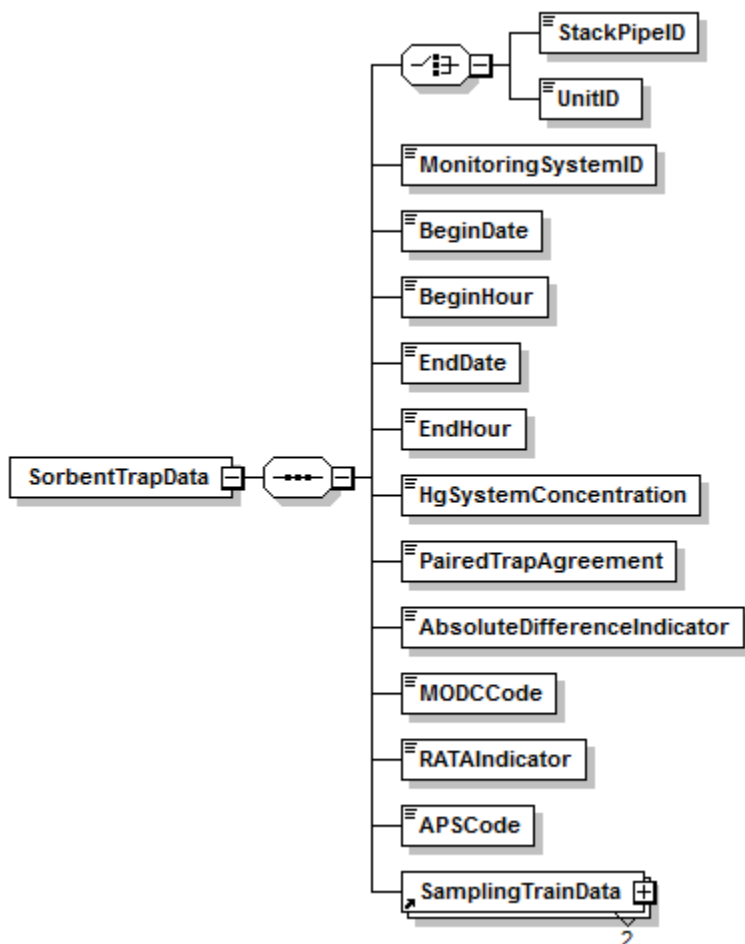 StackPipeID
UnitID
MonitoringSystemID
BeginDate
BeginHour
EndDate
EndHour
SorbentTrapData
HgSystemConcentration
PairedTrapAgreement
AbsoluteDifferenceIndicator
MODCCode
RATAIndicator
APSCode
SamplingTrainData
2